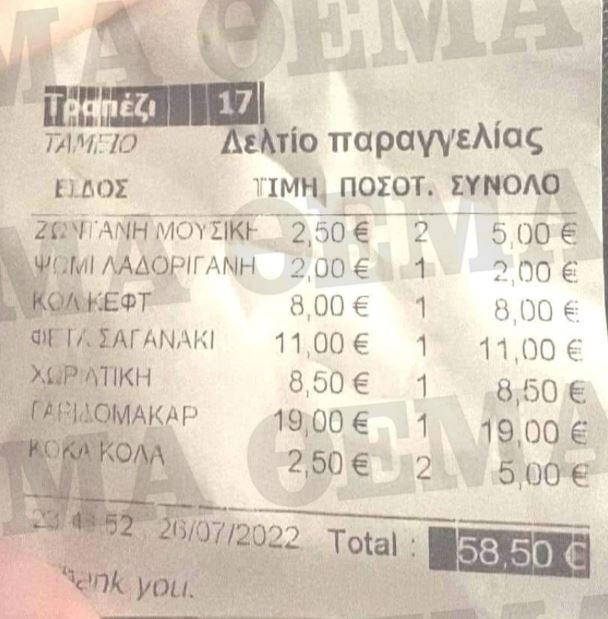 ΘΕΜΑ ΘΕΜΑ
Τραπέζι 17
ΤΑΜΕΙΟ Δελτίο παραγγελίας
ΕΙΔΟΣ ΤΙΜΗ ΠΟΣΟΤ. ΣΥΝΟΛΟ
ΖΩΝΤΑΝΗ ΜΟΥΣΙΚΗ 2,50 € 2 5,00 €
ΨΩΜΙ ΛΑΔΟΡΙΓΑΝΗ 2,00 € 1 2,00 €
ΚΟΛ ΚΕΦΤ 8,00 € 1 8,00 €
ΦΕΤΑ ΣΑΓΑΝΑΚΙ 11,00 € 1 11,00 €
ΧΩΡΙΑΤΙΚΗ 8,50 € 1 8,50 €
ΓΑΡΙΔΟΜΑΚΑΡ 19,00 € 1 19,00 €
ΚΟΚΑ ΚΟΛΑ 2,50 € 2 5,00 €
26/07/2022 Total : 58,50 €
Thank you.